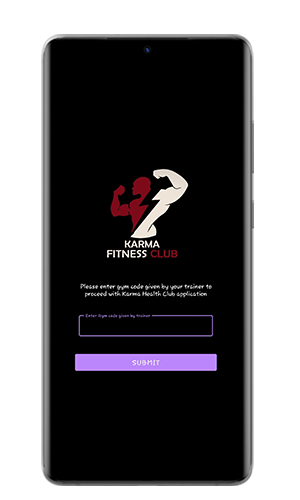 KARMA
FITNESS CLUB
Please enter gym code given by your trainer to
proceed with Karma Health Club application
Enter Gym code given by trainer
SUBMIT